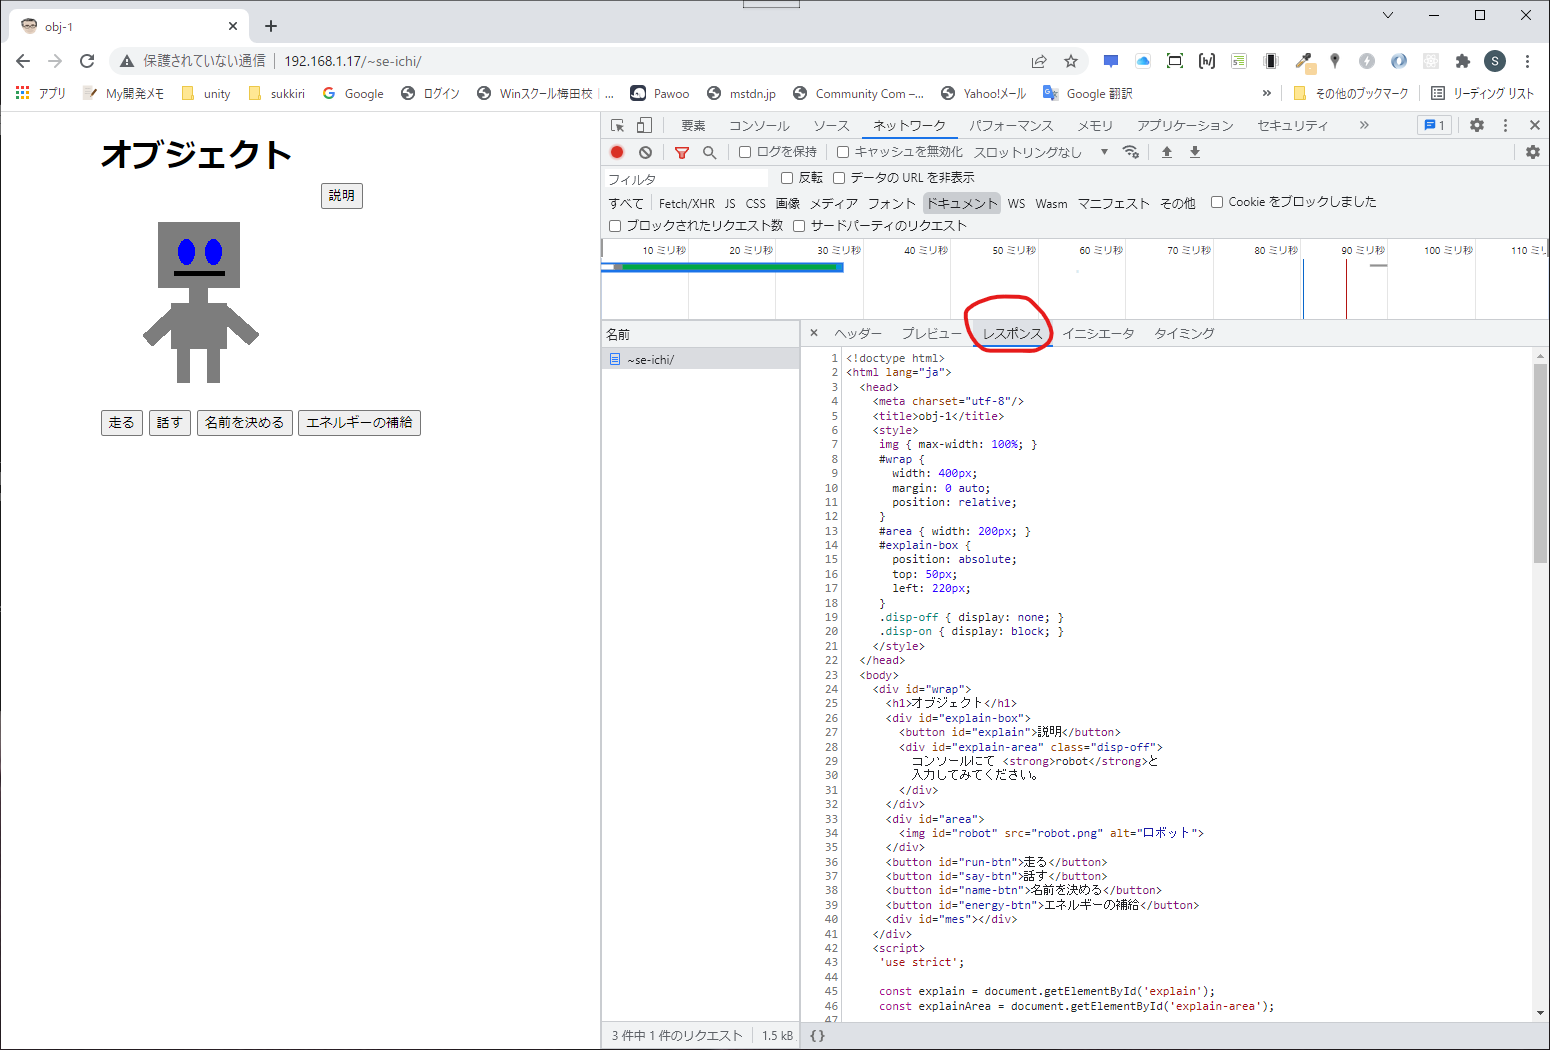 obj-1
保護されていない通信 192.168.1.17/~se-ichi/
S
アプリ My開発メモ unity sukkiri Google ログイン Winスクール梅田校 | ... Pawoo mstdn.jp Community Com –... Yahoo!メール Google 翻訳 » その他のブックマーク リーディング リスト
オブジェクト
説明
走る 話す 名前を決める エネルギーの補給
要素 コンソール ソース ネットワーク パフォーマンス メモリ アプリケーション セキュリティ » 1
ログを保持 キャッシュを無効化 スロットリングなし
フィルタ 反転 データの URL を非表示
すべて Fetch/XHR JS CSS 画像 メディア フォント ドキュメント WS Wasm マニフェスト その他 Cookie をブロックしました
ブロックされたリクエスト数 サードパーティのリクエスト
10 ミリ秒 20 ミリ秒 30 ミリ秒 40 ミリ秒 50 ミリ秒 60 ミリ秒 70 ミリ秒 80 ミリ秒 90 ミリ秒 100 ミリ秒 110 ミリ
名前
~se-ichi/
× ヘッダー プレビュー レスポンス イニシエータ タイミング
1 <!doctype html>
2 <html lang="ja">
3 <head>
4 <meta charset="utf-8"/>
5 <title>obj-1</title>
6 <style>
7 img { max-width: 100%; }
8 #wrap {
9 width: 400px;
10 margin: 0 auto;
11 position: relative;
12 }
13 #area { width: 200px; }
14 #explain-box {
15 position: absolute;
16 top: 50px;
17 left: 220px;
18 }
19 .disp-off { display: none; }
20 .disp-on { display: block; }
21 </style>
22 </head>
23 <body>
24 <div id="wrap">
25 <h1>オブジェクト</h1>
26 <div id="explain-box">
27 <button id="explain">説明</button>
28 <div id="explain-area" class="disp-off">
29 コンソールにて <strong>robot</strong>と
30 入力してみてください。
31 </div>
32 </div>
33 <div id="area">
34 <img id="robot" src="robot.png" alt="ロボット">
35 </div>
36 <button id="run-btn">走る</button>
37 <button id="say-btn">話す</button>
38 <button id="name-btn">名前を決める</button>
39 <button id="energy-btn">エネルギーの補給</button>
40 <div id="mes"></div>
41 </div>
42 <script>
43 'use strict';
44
45 const explain = document.getElementById('explain');
46 const explainArea = document.getElementById('explain-area');
47
3 件中 1 件のリクエスト 1.5 kB {}